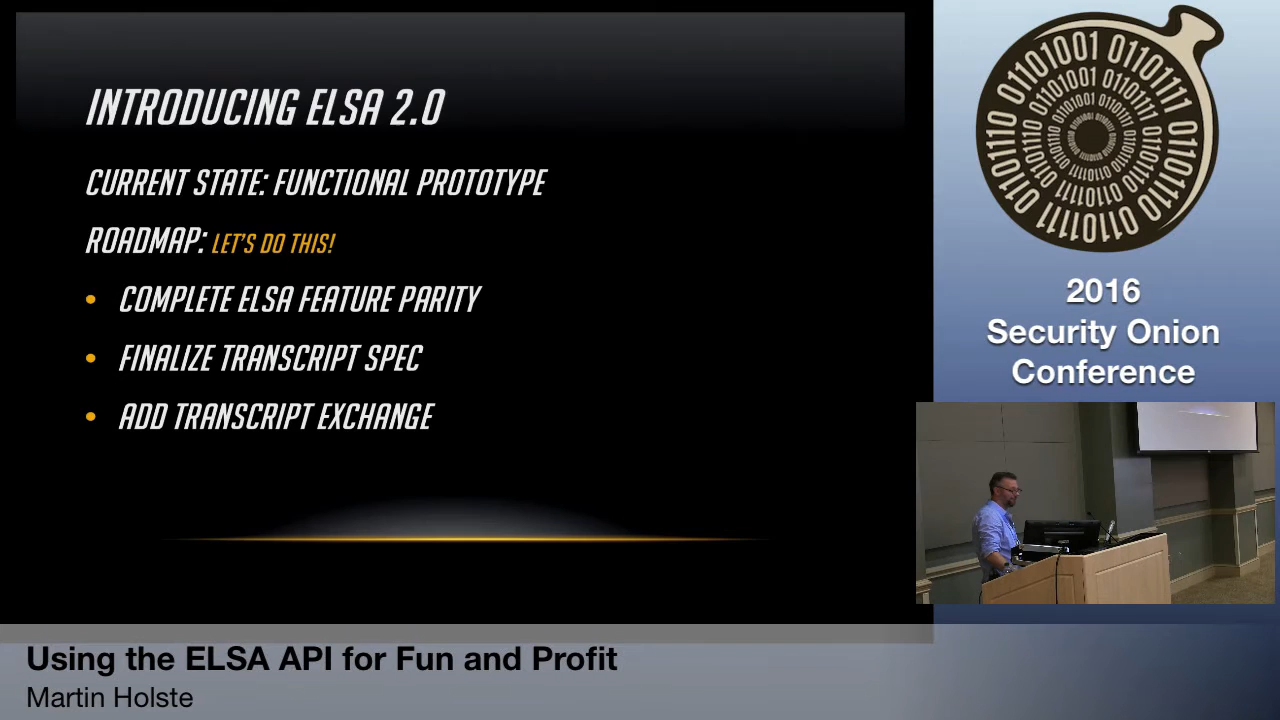 INTRODUCING ELSA 2.0
CURRENT STATE: FUNCTIONAL PROTOTYPE
ROADMAP: LET'S DO THIS!
• COMPLETE ELSA FEATURE PARITY
• FINALIZE TRANSCRIPT SPEC
• ADD TRANSCRIPT EXCHANGE
2016
Security Onion
Conference
Using the ELSA API for Fun and Profit
Martin Holste